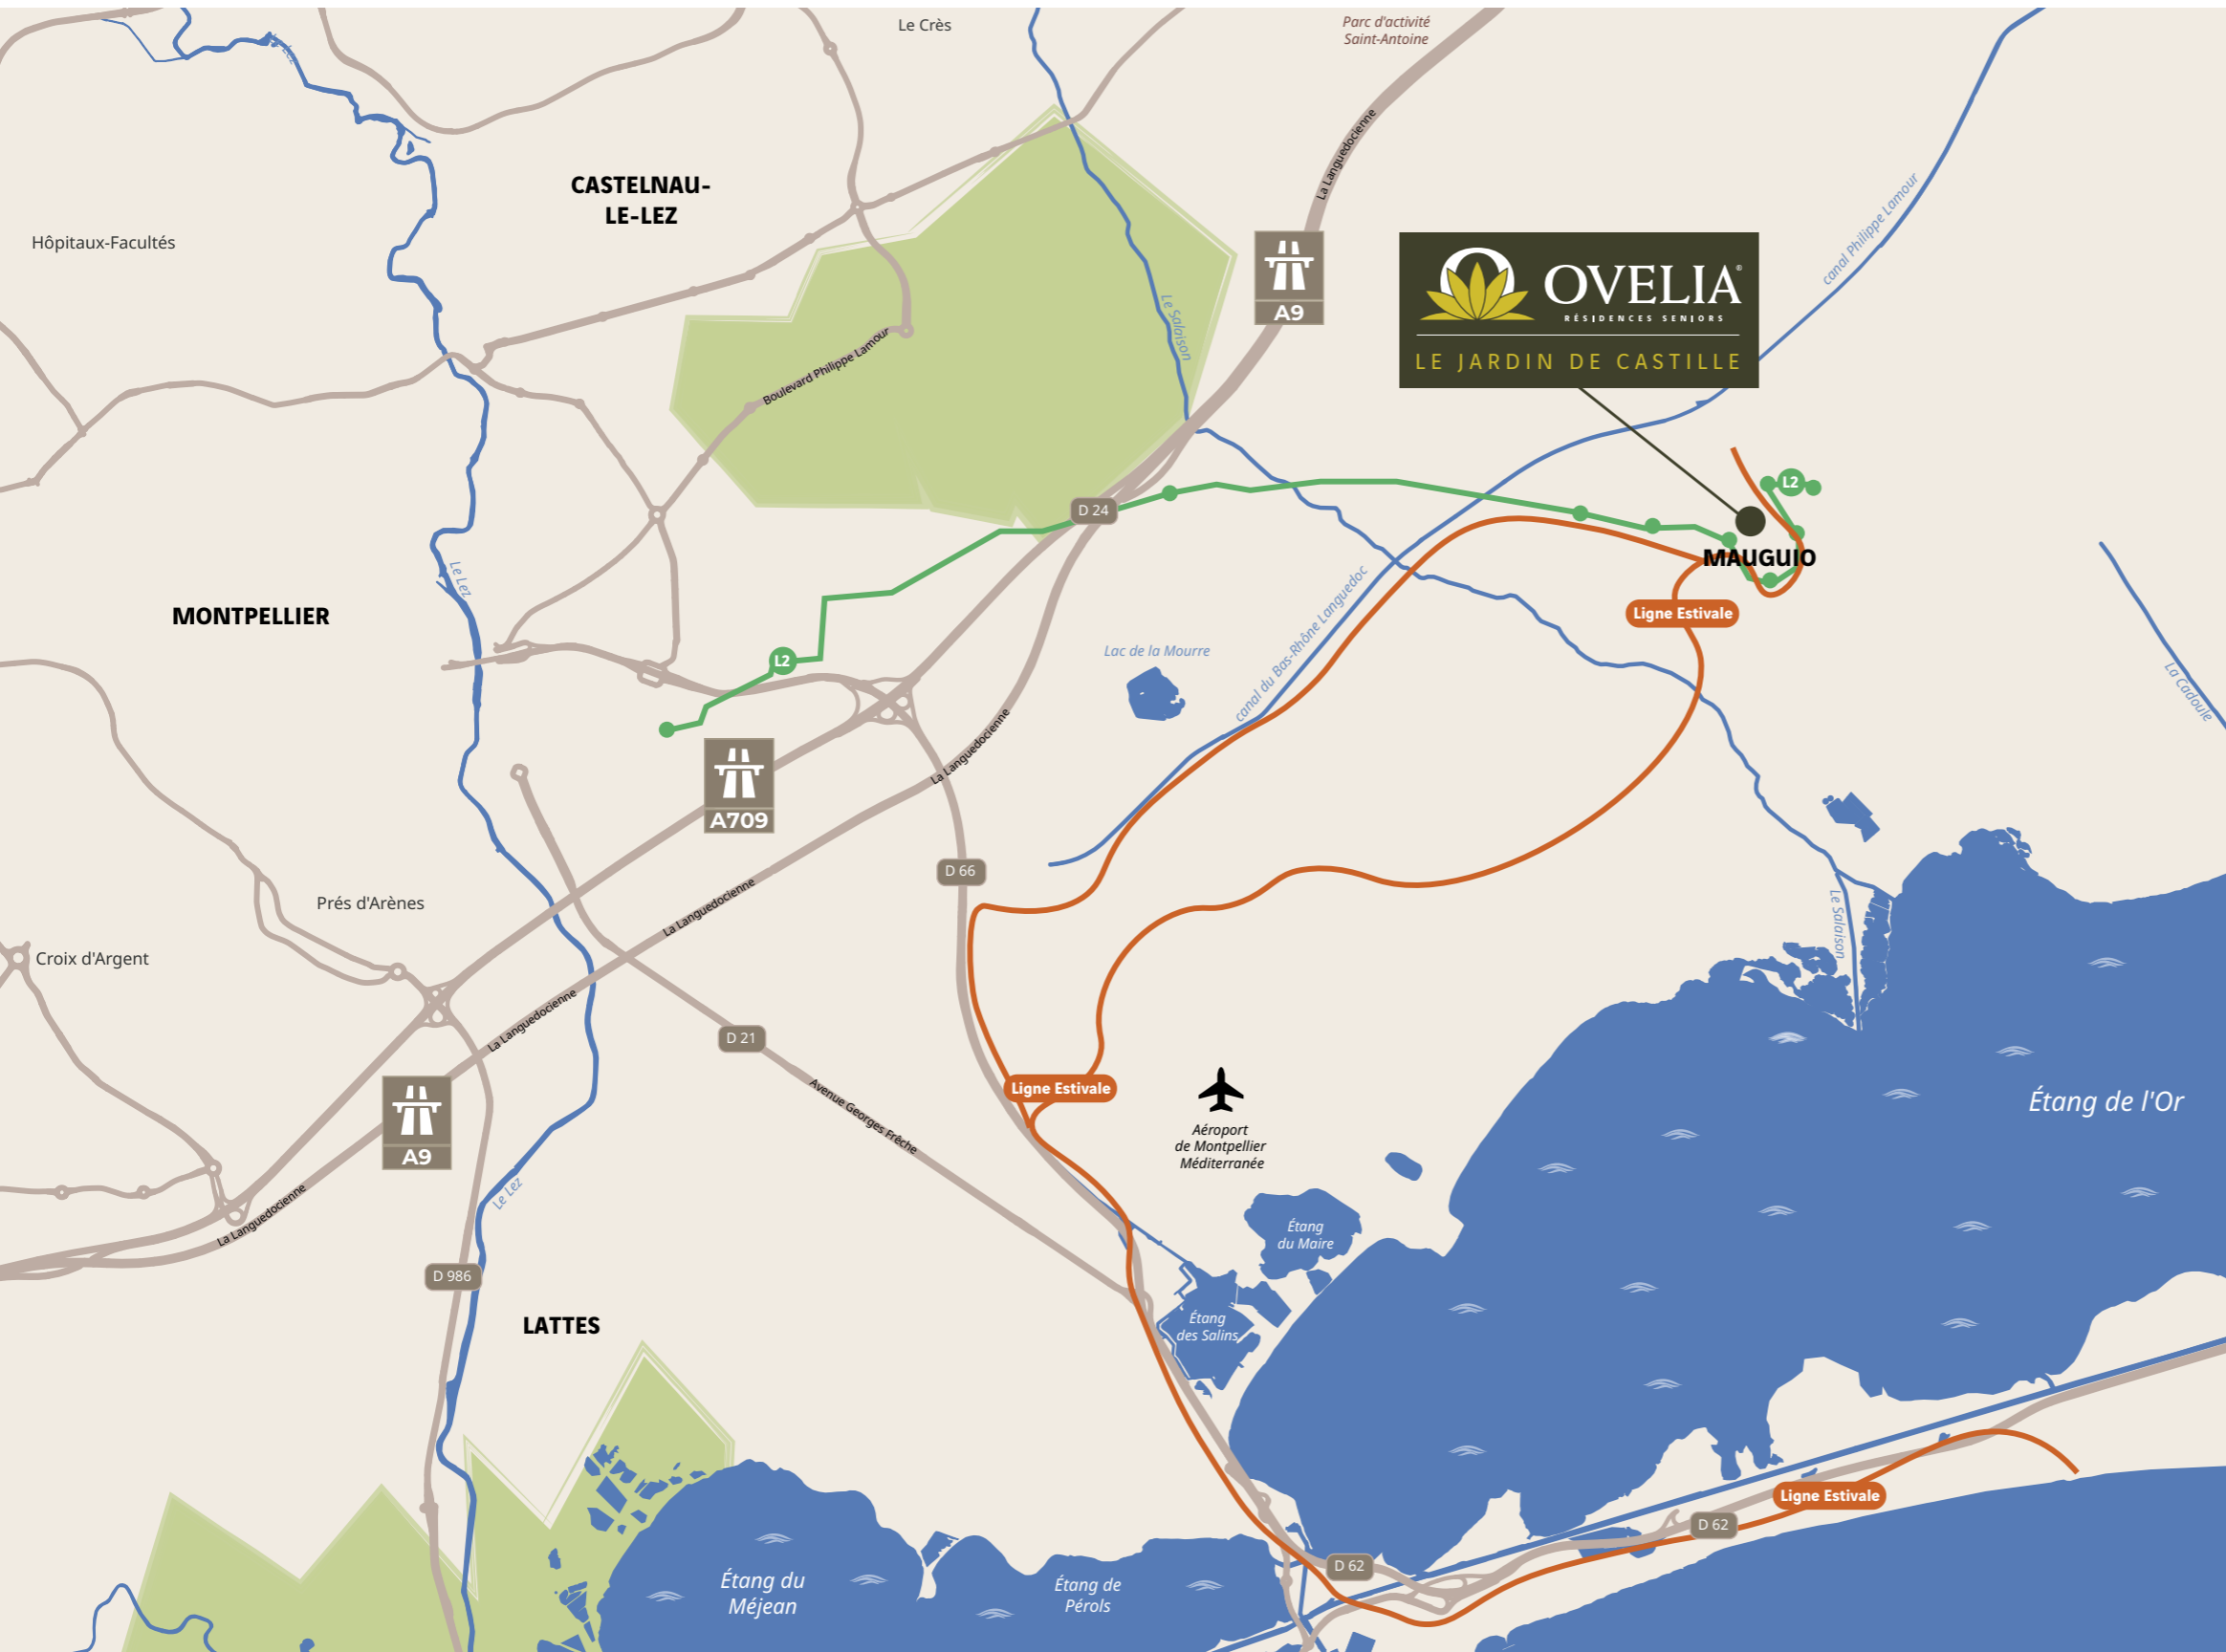 Le Crès
Parc d'activité
Saint-Antoine
Le Lez
La Languedocienne
CASTELNAU-
LE-LEZ
Hôpitaux-Facultés
canal Philippe Lamour
A9
OVELIA®
RÉSIDENCES SENIORS
LE JARDIN DE CASTILLE
Le Salaison
Boulevard Philippe Lamour
L2
D 24
MAUGUIO
Le Lez
MONTPELLIER
Ligne Estivale
canal du Bas-Rhône Languedoc
Lac de la Mourre
L2
La Cadoule
La Languedocienne
A709
D 66
Prés d'Arènes
La Languedocienne
Le Salaison
Croix d'Argent
La Languedocienne
D 21
Ligne Estivale
Avenue Georges Frêche
Étang de l'Or
A9
Aéroport
de Montpellier
Méditerranée
Le Lez
La Languedocienne
Étang
du Maire
D 986
LATTES
Étang
des Salins
Ligne Estivale
D 62
D 62
Étang du
Méjean
Étang de
Pérols